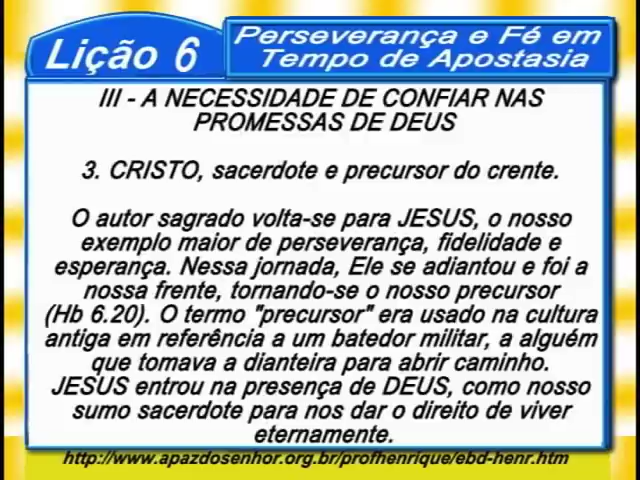 Lição 6
Perseverança e Fé em
Tempo de Apostasia
III - A NECESSIDADE DE CONFIAR NAS
PROMESSAS DE DEUS
3. CRISTO, sacerdote e precursor do crente.
O autor sagrado volta-se para JESUS, o nosso
exemplo maior de perseverança, fidelidade e
esperança. Nessa jornada, Ele se adiantou e foi a
nossa frente, tornando-se o nosso precursor
(Hb 6.20). O termo "precursor" era usado na cultura
antiga em referência a um batedor militar, a alguém
que tomava a dianteira para abrir caminho.
JESUS entrou na presença de DEUS, como nosso
sumo sacerdote para nos dar o direito de viver
eternamente.
http://www.apazdosenhor.org.br/profhenrique/ebd-henr.htm